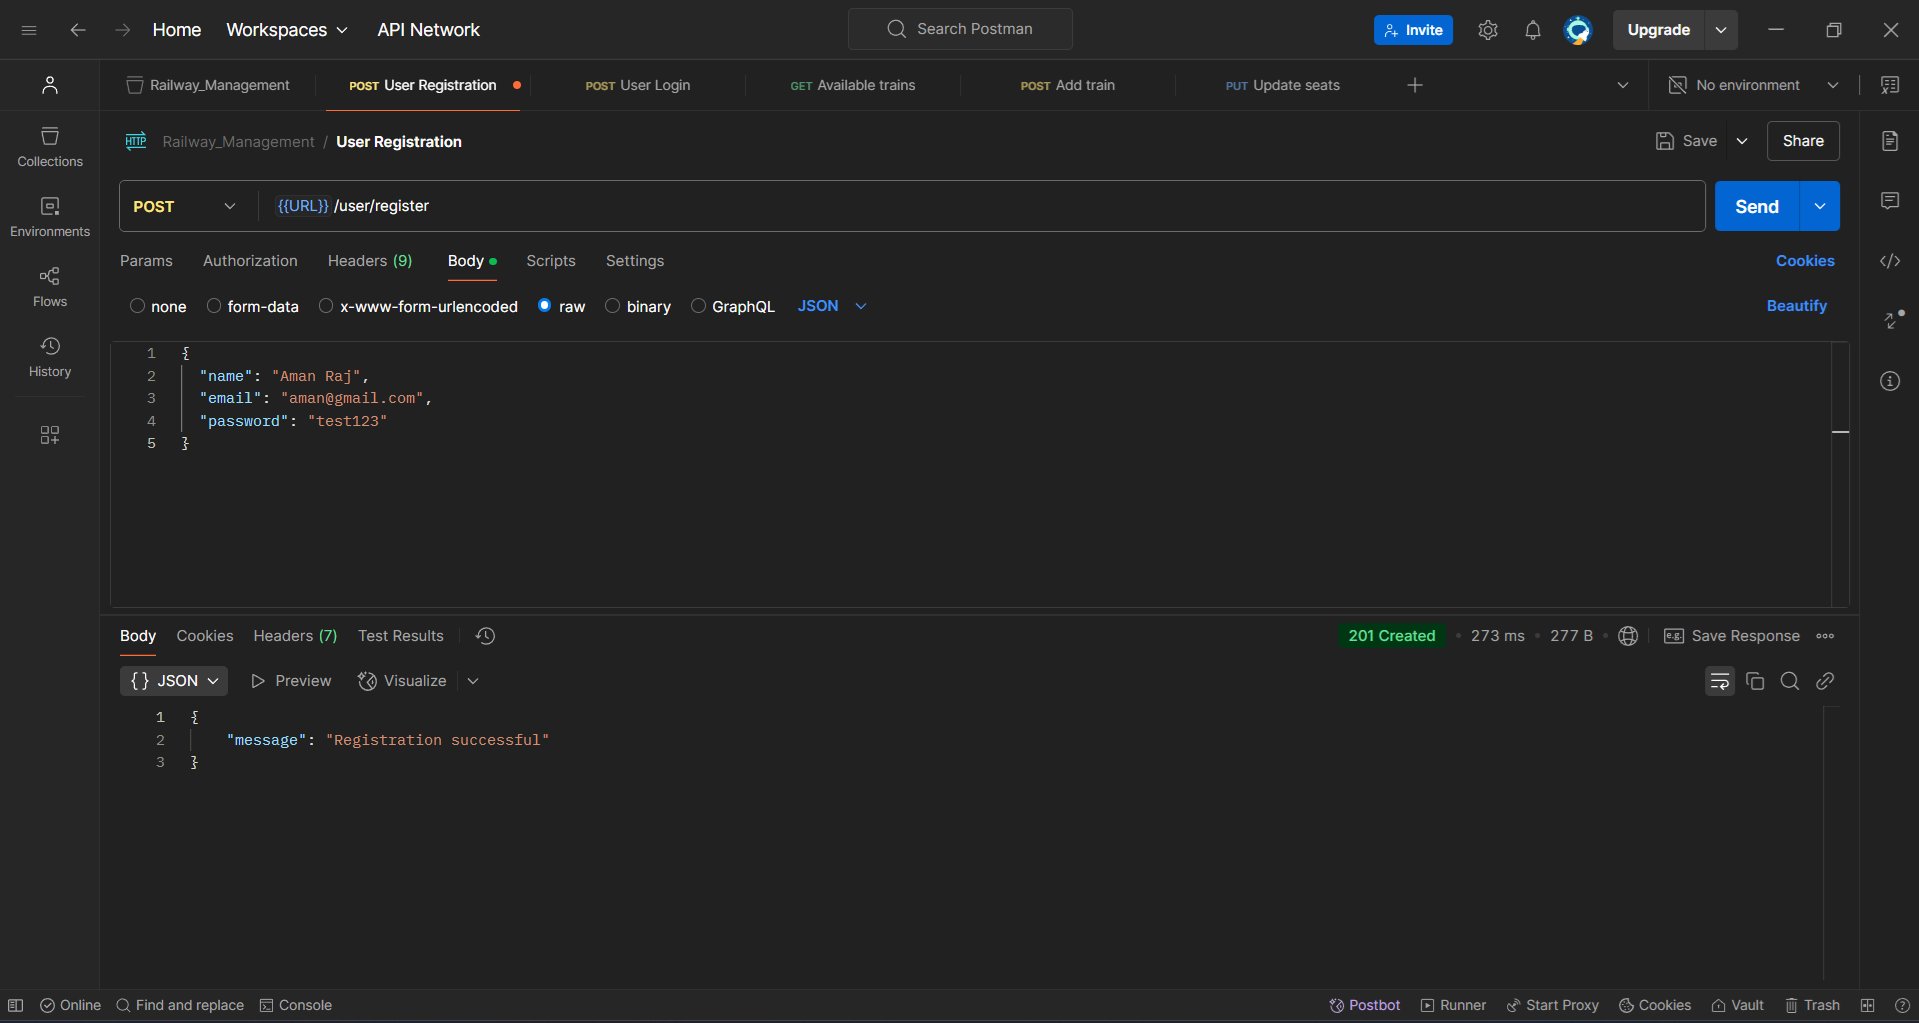 Home Workspaces API Network Search Postman Invite Upgrade
Railway_Management POST User Registration POST User Login GET Available trains POST Add train PUT Update seats No environment
HTTP Railway_Management / User Registration Save Share
Collections
Environments
Flows
History
POST {{URL}} /user/register Send
Params Authorization Headers (9) Body Scripts Settings Cookies
none form-data x-www-form-urlencoded raw binary GraphQL JSON Beautify
1 {
2 "name": "Aman Raj",
3 "email": "aman@gmail.com",
4 "password": "test123"
5 }
Body Cookies Headers (7) Test Results 201 Created • 273 ms • 277 B • e.g. Save Response
{} JSON Preview Visualize
1 {
2 "message": "Registration successful"
3 }
Online Find and replace Console Postbot Runner Start Proxy Cookies Vault Trash